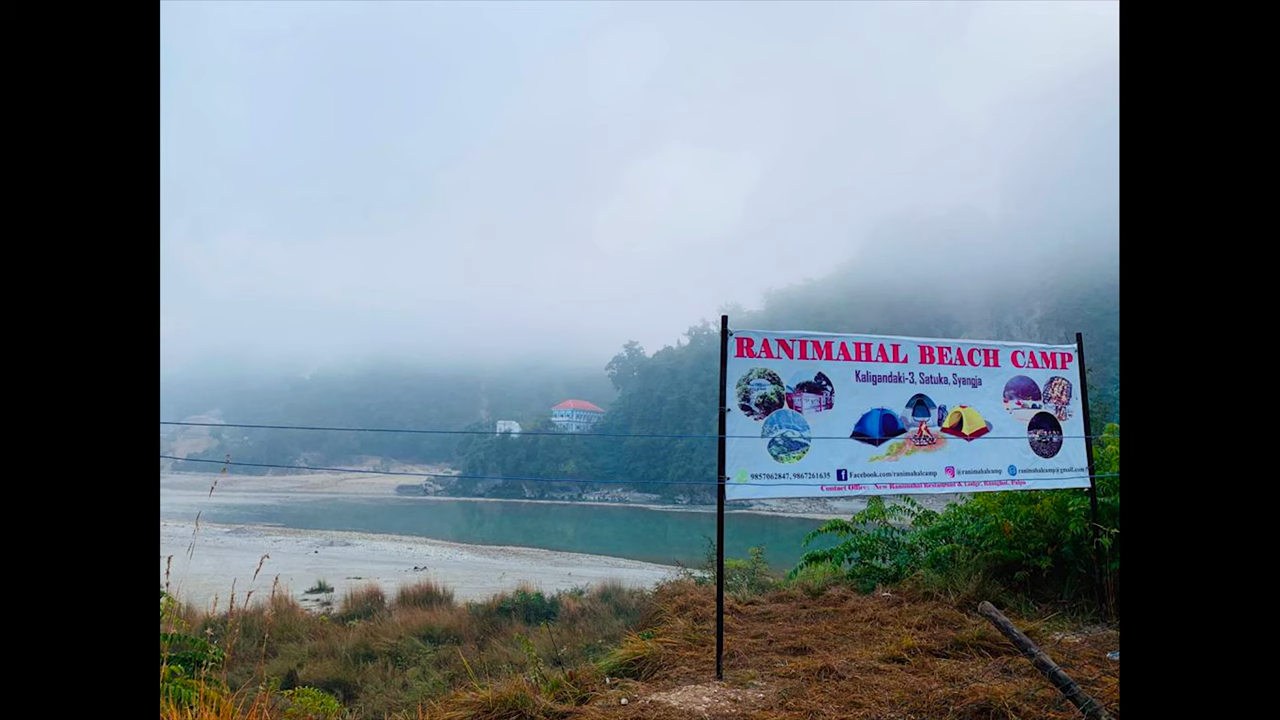 RANIMAHAL BEACH CAMP
Kaligandaki-3, Satuka, Syangja
9857062847, 9867261635 Facebook.com/ranimahalcamp @ranimahalcamp ranimahalcamp@gmail.com
Contact Office: New Ranimahal Restaurant & Lodge, Ranighat, Palpa